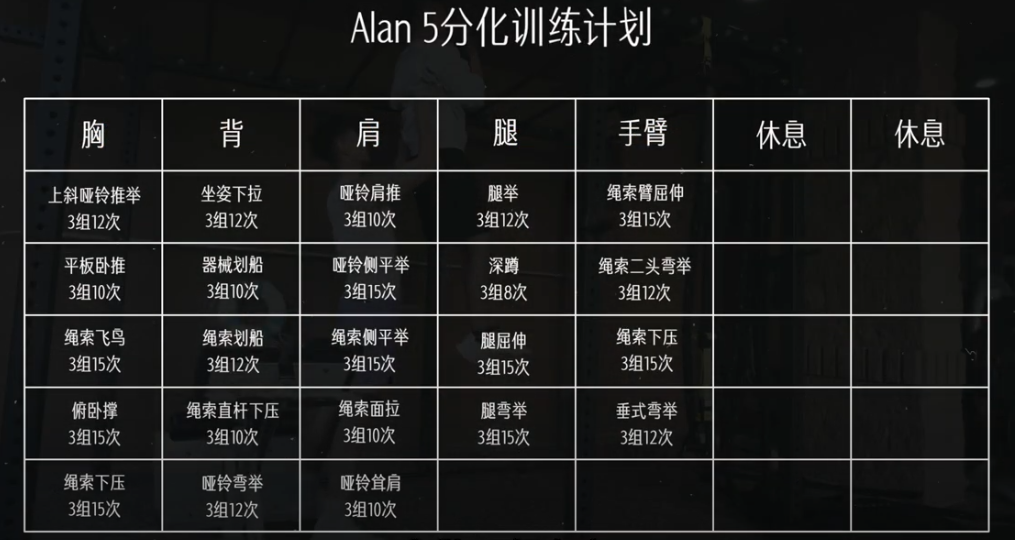 Alan 5分化训练计划
胸 背 肩 腿 手臂 休息 休息
上斜哑铃推举 坐姿下拉 哑铃肩推 腿举 绳索臂屈伸
3组12次 3组12次 3组10次 3组12次 3组15次
平板卧推 器械划船 哑铃侧平举 深蹲 绳索二头弯举
3组10次 3组10次 3组15次 3组8次 3组12次
绳索飞鸟 绳索划船 绳索侧平举 腿屈伸 绳索下压
3组15次 3组12次 3组15次 3组15次 3组15次
俯卧撑 绳索直杆下压 绳索面拉 腿弯举 垂式弯举
3组15次 3组10次 3组10次 3组15次 3组12次
绳索下压 哑铃弯举 哑铃耸肩
3组15次 3组12次 3组10次